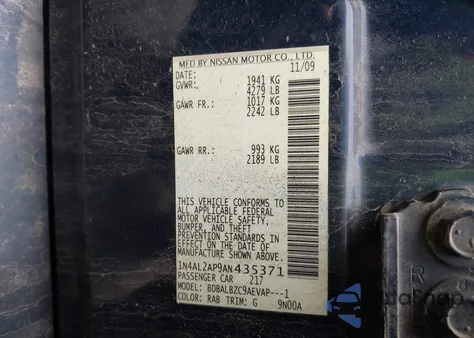 MFD BY NISSAN MOTOR CO., LTD.
DATE: 11/09
GVWR: 1941 KG
4279 LB
GAWR FR.: 1017 KG
2242 LB
GAWR RR.: 993 KG
2189 LB
THIS VEHICLE CONFORMS TO
ALL APPLICABLE FEDERAL
MOTOR VEHICLE SAFETY,
BUMPER, AND THEFT
PREVENTION STANDARDS
IN EFFECT ON THE DATE OF
MANUFACTURE SHOWN ABOVE.
1N4AL2AP9AN435371
PASSENGER CAR 217
MODEL: BDBALBZC9AEVAP---1
COLOR: RAB TRIM: G 9N00A
R